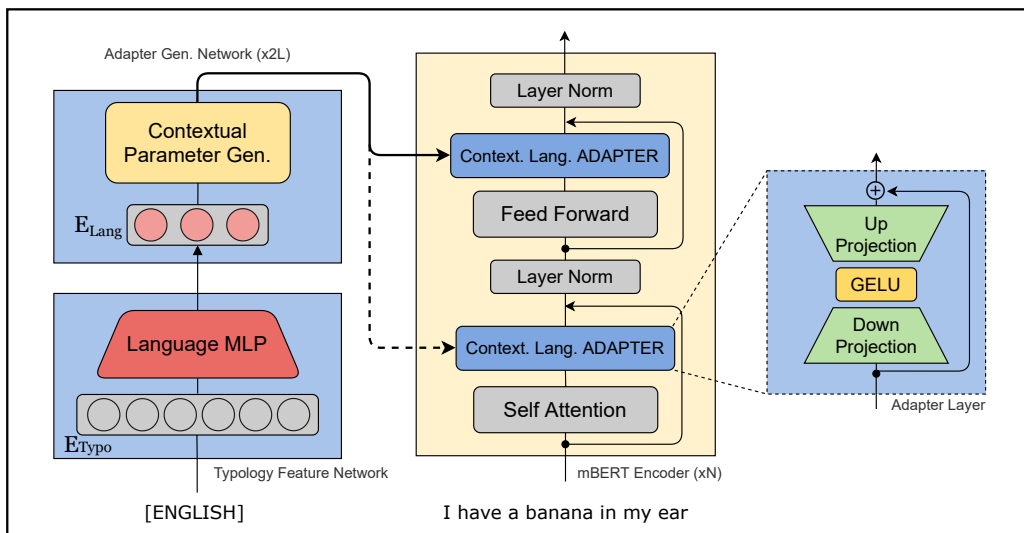 Adapter Gen. Network (x2L)
Contextual
Parameter Gen.
ELang
Language MLP
ETypo
Typology Feature Network
[ENGLISH]
Layer Norm
Context. Lang. ADAPTER
Feed Forward
Layer Norm
Context. Lang. ADAPTER
Self Attention
mBERT Encoder (xN)
I have a banana in my ear
+
Up
Projection
GELU
Down
Projection
Adapter Layer